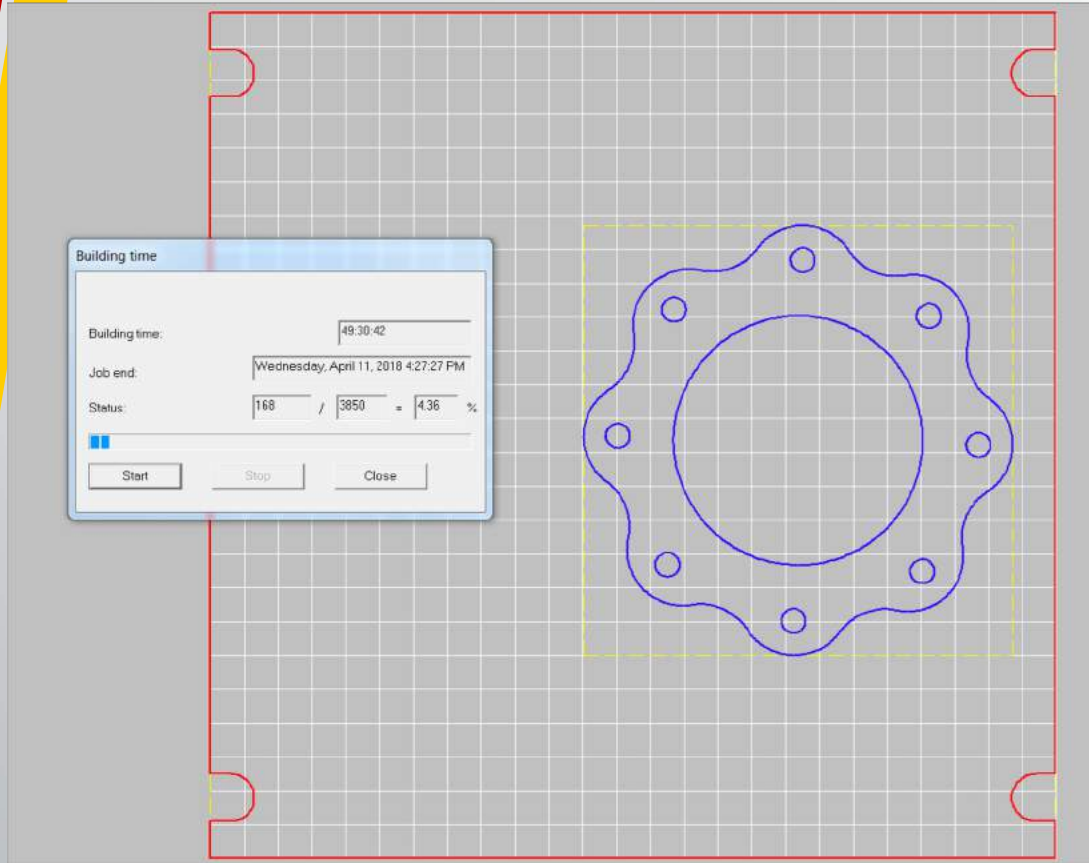 Building time
Building time: 49:30:42
Job end: Wednesday, April 11, 2018 4:27:27 PM
Status: 168 / 3850 = 4.36 %
Start Stop Close